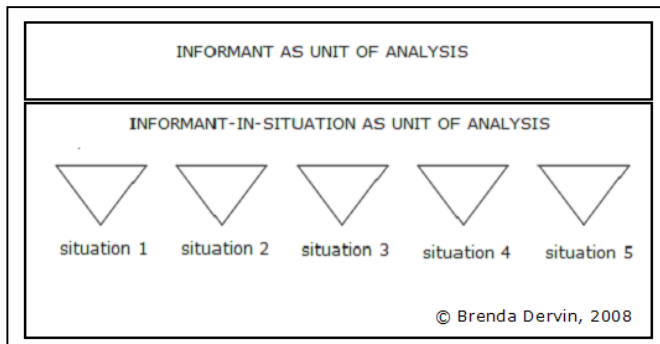 INFORMANT AS UNIT OF ANALYSIS
INFORMANT-IN-SITUATION AS UNIT OF ANALYSIS
situation 1 situation 2 situation 3 situation 4 situation 5
© Brenda Dervin, 2008